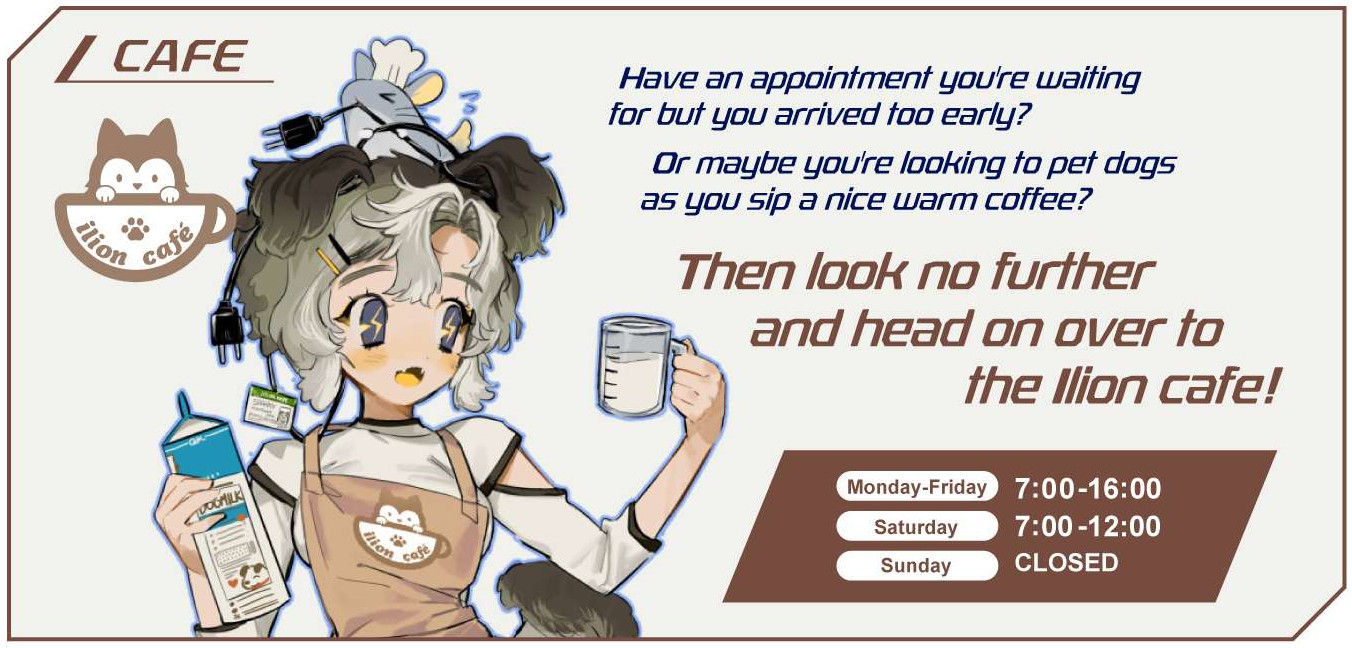 CAFE
ilion café
Have an appointment you're waiting
for but you arrived too early?
Or maybe you're looking to pet dogs
as you sip a nice warm coffee?
Then look no further
and head on over to
the Ilion cafe!
DOGMILK
ilion café
Monday-Friday 7:00-16:00
Saturday 7:00-12:00
Sunday CLOSED